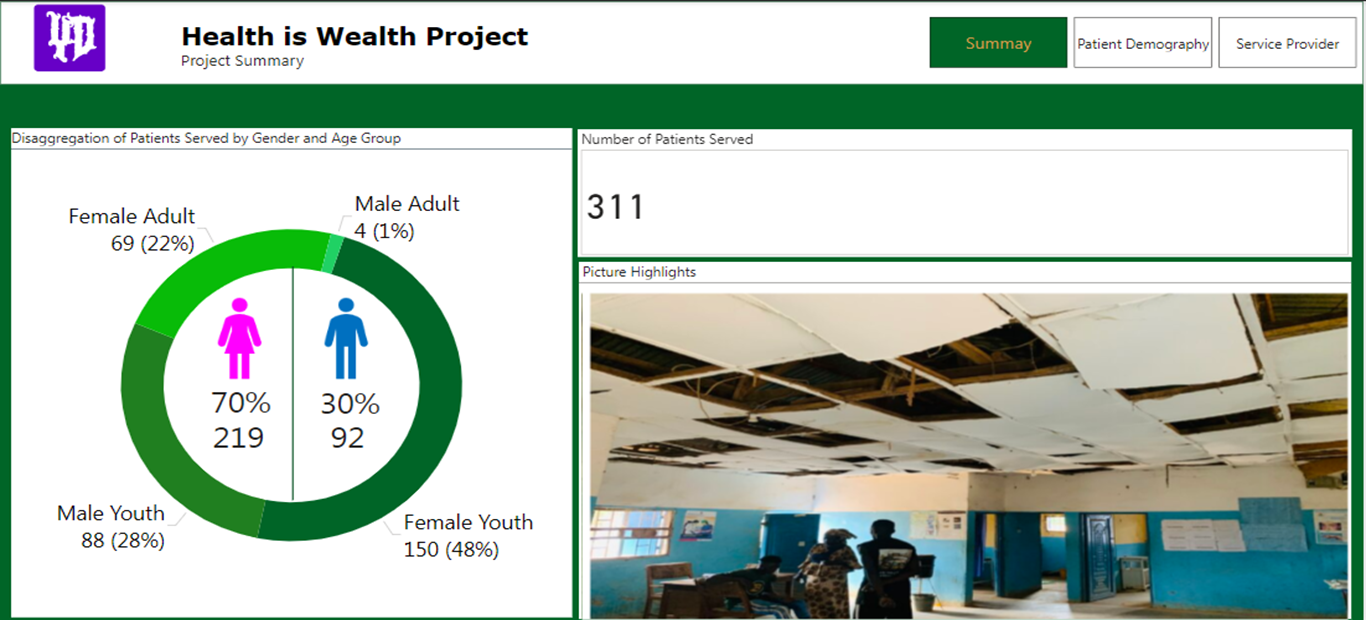 Health is Wealth Project
Project Summary
Summay
Patient Demography
Service Provider
Disaggregation of Patients Served by Gender and Age Group
Female Adult
69 (22%)
Male Adult
4 (1%)
70%
219
30%
92
Male Youth
88 (28%)
Female Youth
150 (48%)
Number of Patients Served
311
Picture Highlights